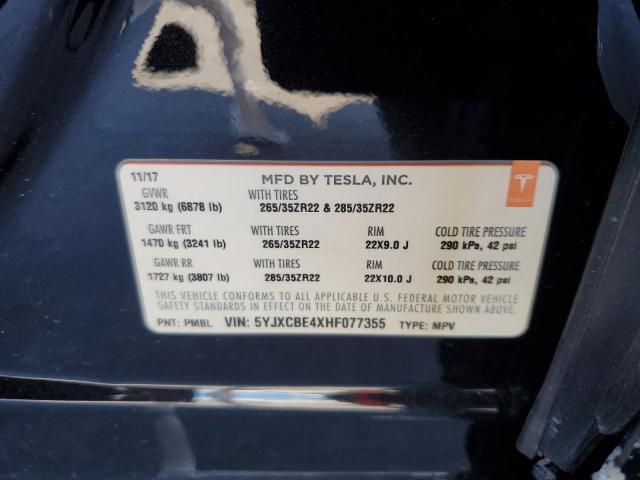 11/17 MFD BY TESLA, INC.
TESLA
GVWR WITH TIRES
3120 kg (6878 lb) 265/35ZR22 & 285/35ZR22
GAWR FRT WITH TIRES RIM COLD TIRE PRESSURE
1470 kg (3241 lb) 265/35ZR22 22X9.0 J 290 kPa, 42 psi
GAWR RR WITH TIRES RIM COLD TIRE PRESSURE
1727 kg (3807 lb) 285/35ZR22 22X10.0 J 290 kPa, 42 psi
THIS VEHICLE CONFORMS TO ALL APPLICABLE U.S. FEDERAL MOTOR VEHICLE
SAFETY STANDARDS IN EFFECT ON THE DATE OF MANUFACTURE SHOWN ABOVE.
PNT: PMBL VIN: 5YJXCBE4XHF077355 TYPE: MPV